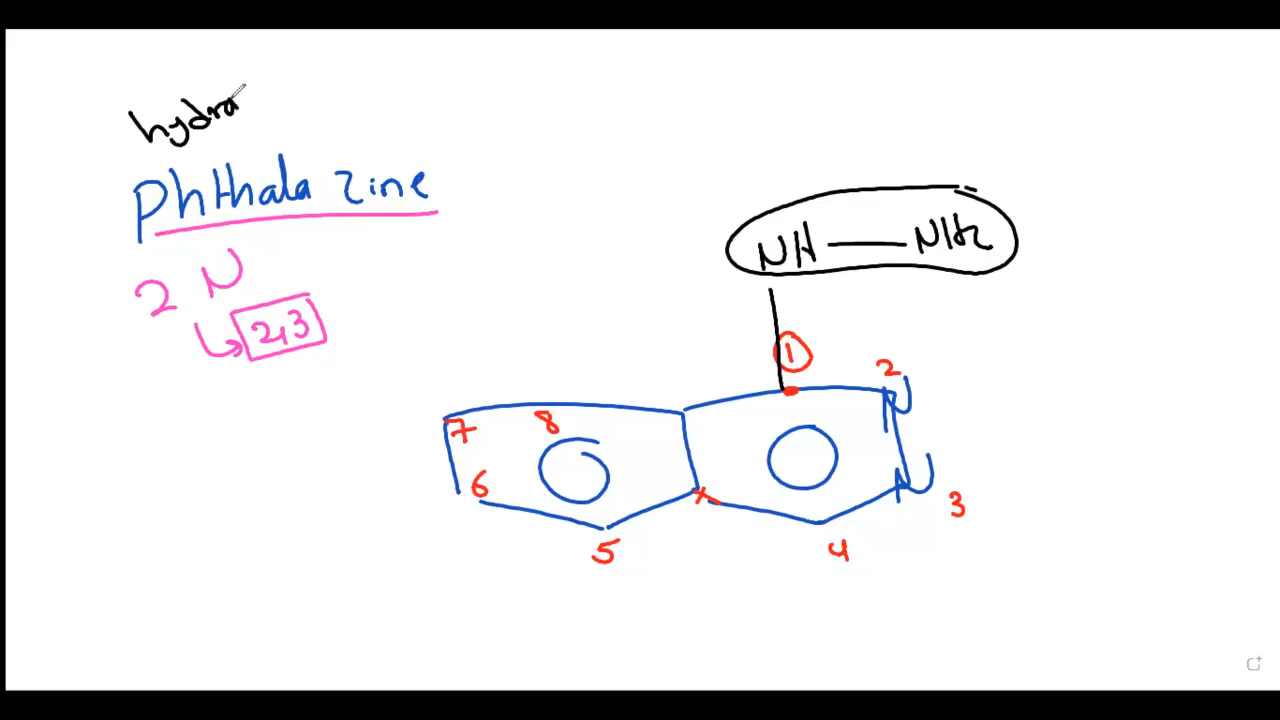 hydra
Phthalazine
2 N
2,3
NH — NH2
1
2
N
7
8
6
N
3
5
4